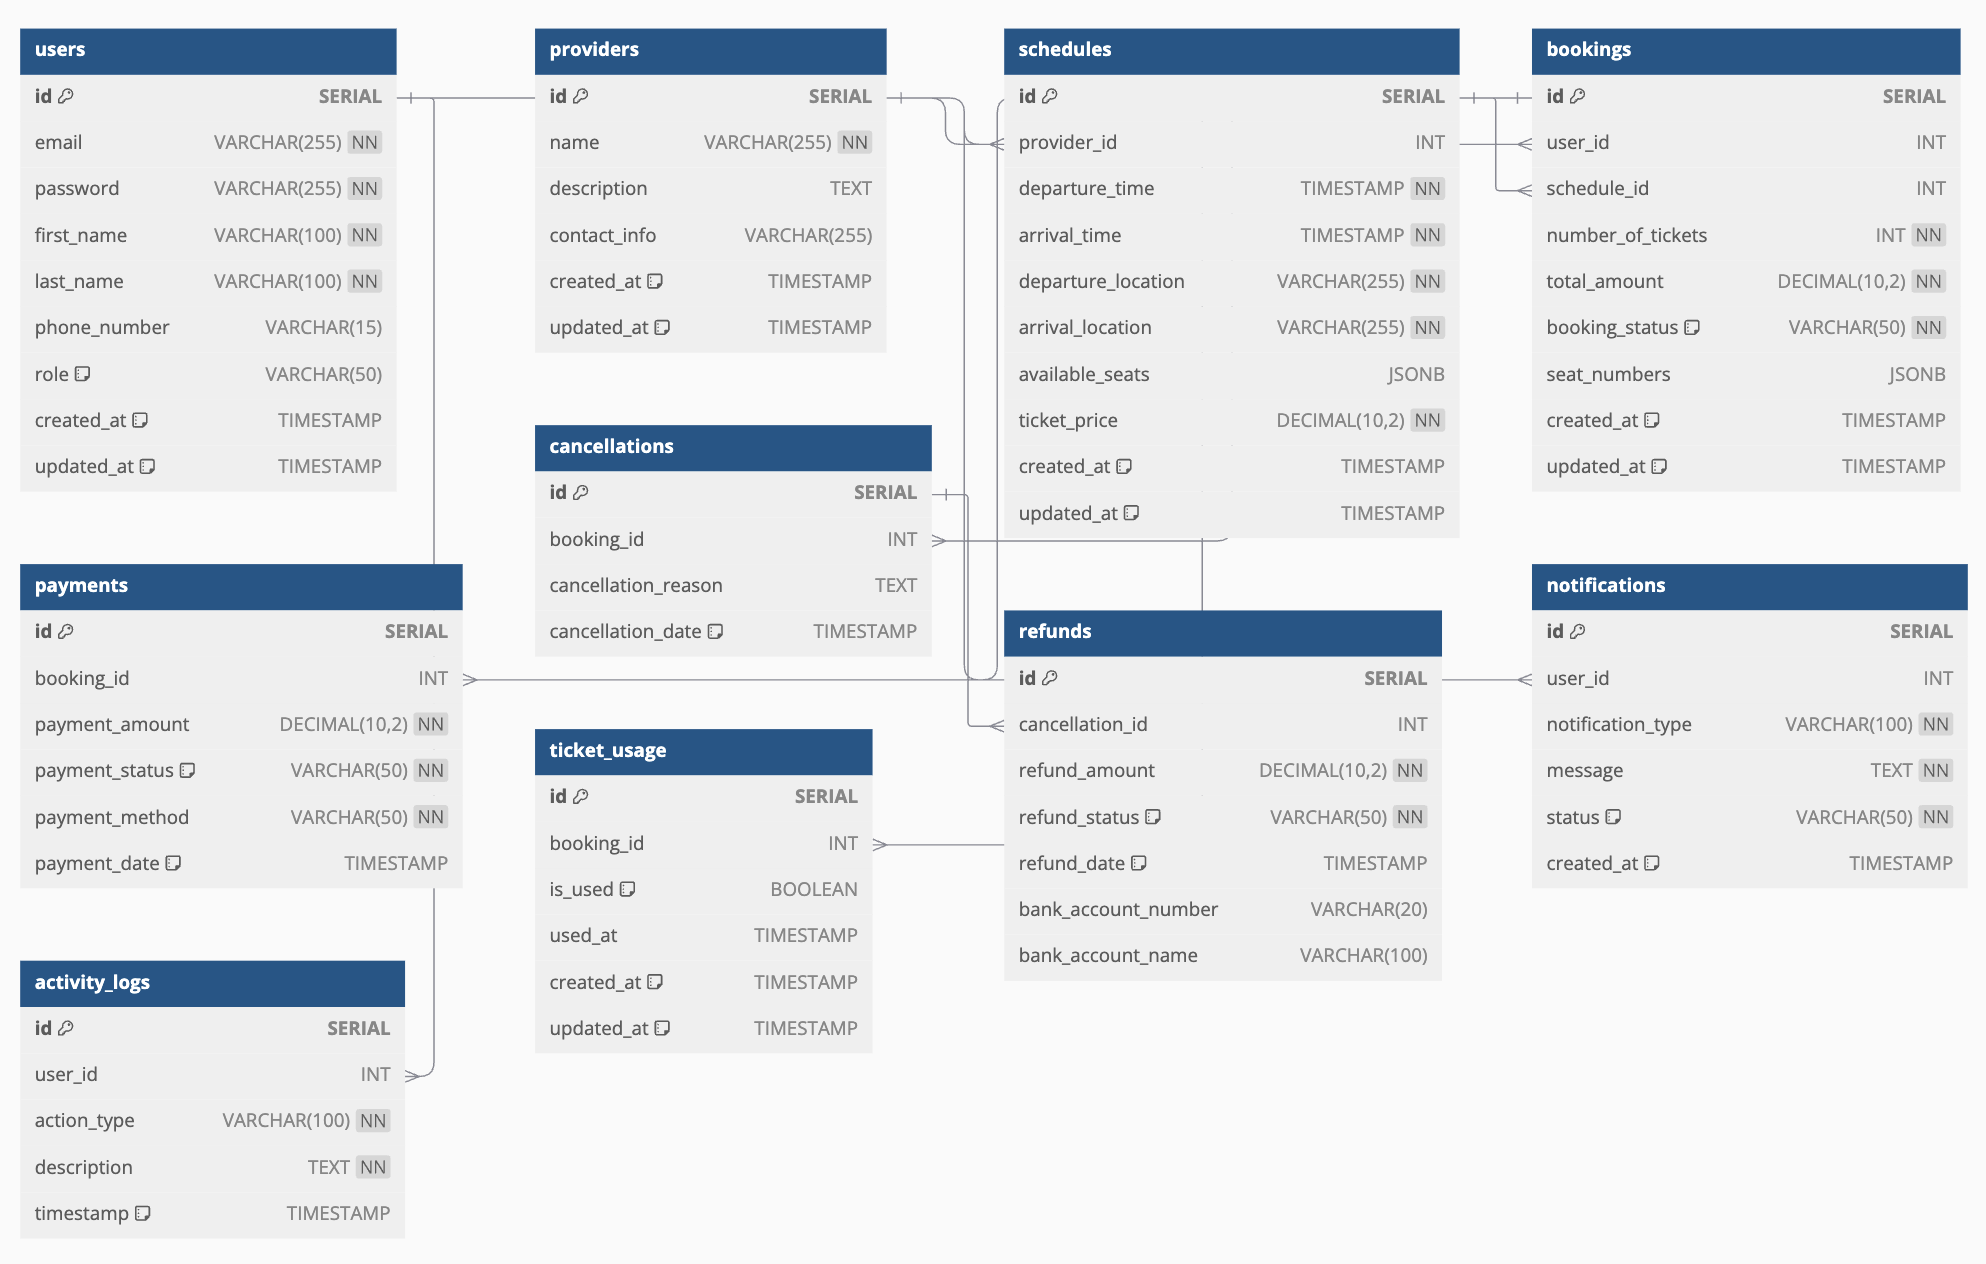 users
id SERIAL
email VARCHAR(255) NN
password VARCHAR(255) NN
first_name VARCHAR(100) NN
last_name VARCHAR(100) NN
phone_number VARCHAR(15)
role VARCHAR(50)
created_at TIMESTAMP
updated_at TIMESTAMP
providers
id SERIAL
name VARCHAR(255) NN
description TEXT
contact_info VARCHAR(255)
created_at TIMESTAMP
updated_at TIMESTAMP
schedules
id SERIAL
provider_id INT
departure_time TIMESTAMP NN
arrival_time TIMESTAMP NN
departure_location VARCHAR(255) NN
arrival_location VARCHAR(255) NN
available_seats JSONB
ticket_price DECIMAL(10,2) NN
created_at TIMESTAMP
updated_at TIMESTAMP
bookings
id SERIAL
user_id INT
schedule_id INT
number_of_tickets INT NN
total_amount DECIMAL(10,2) NN
booking_status VARCHAR(50) NN
seat_numbers JSONB
created_at TIMESTAMP
updated_at TIMESTAMP
cancellations
id SERIAL
booking_id INT
cancellation_reason TEXT
cancellation_date TIMESTAMP
payments
id SERIAL
booking_id INT
payment_amount DECIMAL(10,2) NN
payment_status VARCHAR(50) NN
payment_method VARCHAR(50) NN
payment_date TIMESTAMP
refunds
id SERIAL
cancellation_id INT
refund_amount DECIMAL(10,2) NN
refund_status VARCHAR(50) NN
refund_date TIMESTAMP
bank_account_number VARCHAR(20)
bank_account_name VARCHAR(100)
notifications
id SERIAL
user_id INT
notification_type VARCHAR(100) NN
message TEXT NN
status VARCHAR(50) NN
created_at TIMESTAMP
ticket_usage
id SERIAL
booking_id INT
is_used BOOLEAN
used_at TIMESTAMP
created_at TIMESTAMP
updated_at TIMESTAMP
activity_logs
id SERIAL
user_id INT
action_type VARCHAR(100) NN
description TEXT NN
timestamp TIMESTAMP